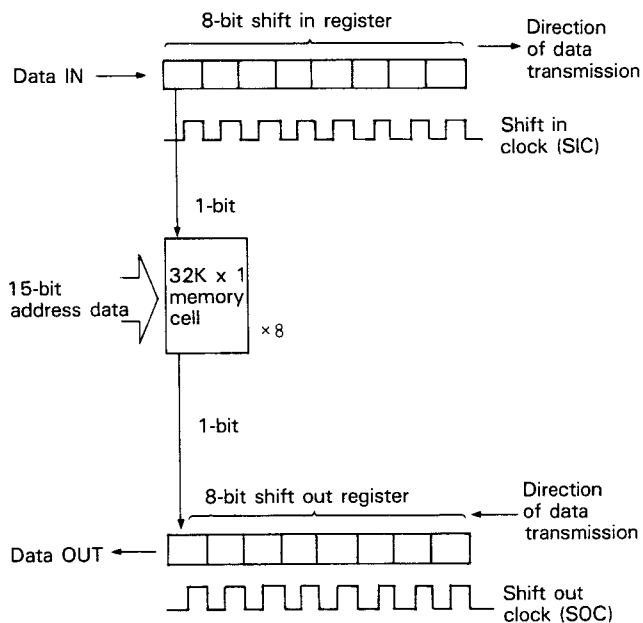 8-bit shift in register
Direction
of data
transmission
Data IN
Shift in
clock (SIC)
1-bit
15-bit
address data
32K x 1
memory
cell
×8
1-bit
8-bit shift out register
Direction
of data
transmission
Data OUT
Shift out
clock (SOC)